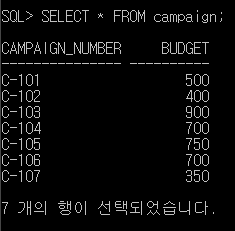 SQL> SELECT * FROM campaign;
CAMPAIGN_NUMBER BUDGET
--------------- ----------
C-101 500
C-102 400
C-103 900
C-104 700
C-105 750
C-106 700
C-107 350
7 개의 행이 선택되었습니다.